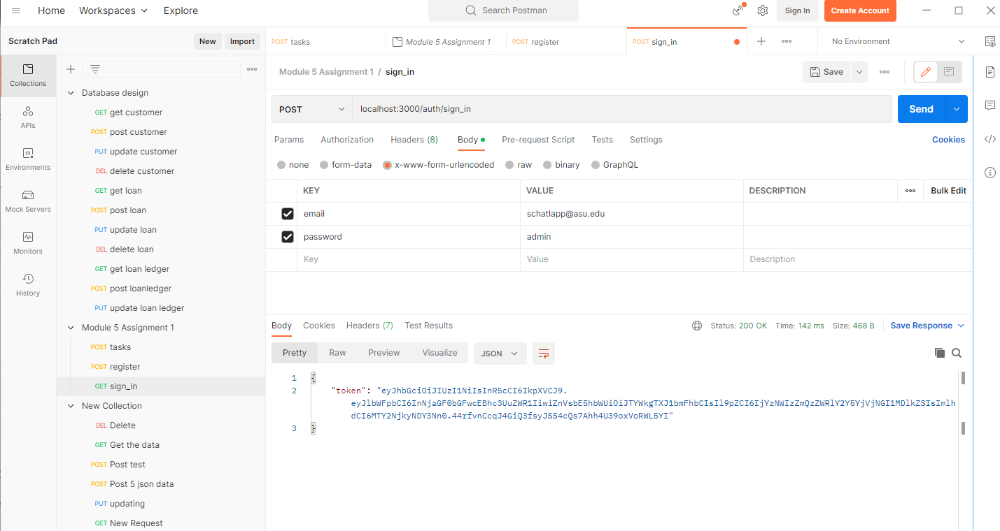 Home Workspaces Explore Search Postman Sign In Create Account
Scratch Pad New Import POST tasks Module 5 Assignment 1 POST register POST sign_in No Environment
Collections
APIs
Environments
Mock Servers
Monitors
History
Database design
GET get customer
POST post customer
PUT update customer
DEL delete customer
GET get loan
POST post loan
PUT update loan
DEL delete loan
GET get loan ledger
POST post loanledger
PUT update loan ledger
Module 5 Assignment 1
POST tasks
POST register
GET sign_in
New Collection
DEL Delete
GET Get the data
POST Post test
POST Post 5 json data
PUT updating
GET New Request
Module 5 Assignment 1 / sign_in Save
POST localhost:3000/auth/sign_in Send
Params Authorization Headers (8) Body Pre-request Script Tests Settings Cookies
none form-data x-www-form-urlencoded raw binary GraphQL
KEY VALUE DESCRIPTION Bulk Edit
email schatlapp@asu.edu
password admin
Key Value Description
Body Cookies Headers (7) Test Results Status: 200 OK Time: 142 ms Size: 468 B Save Response
Pretty Raw Preview Visualize JSON
1 {
2 "token": "eyJhbGciOiJIUzI1NiIsInR5cCI6IkpXVCJ9.
eyJlbWFpbCI6InNjaGF0bGFwcEBhc3UuZWR1IiwiZnVsbE5hbWUiOiJTYWkgTXJ1bmFhbCIsIl9pZCI6IjYzNWIzZmQzZWRlY2Y5YjVjNGI1MDlkZSIsImlh
dCI6MTY2NjkyNDY3Nn0.44rfvnCcqJ4GiQ3fsyJSS4cQs7Ahh4U39oxVoRWL5YI"
3 }